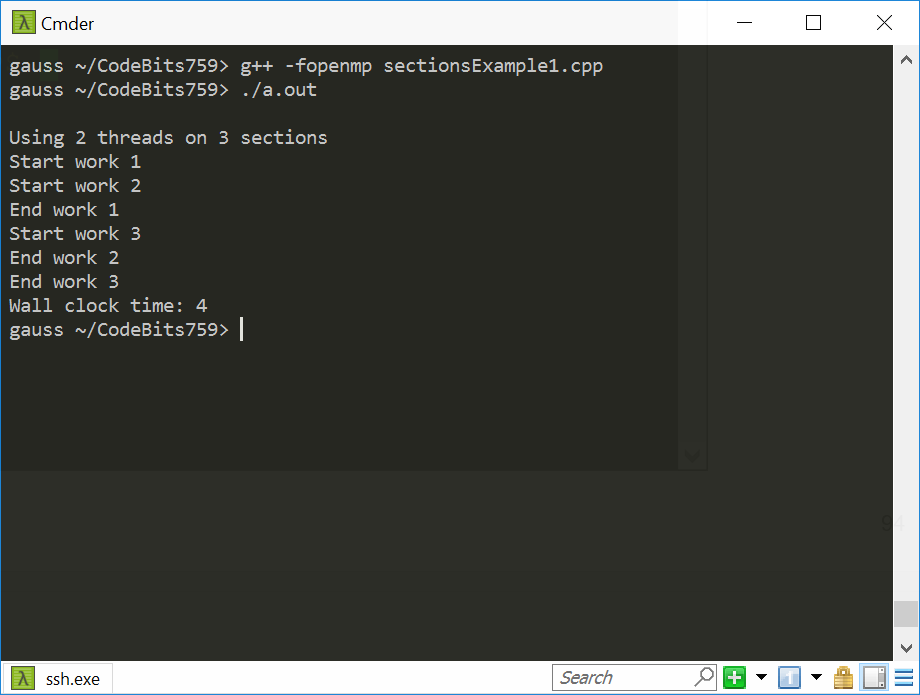 Cmder
gauss ~/CodeBits759> g++ -fopenmp sectionsExample1.cpp
gauss ~/CodeBits759> ./a.out
Using 2 threads on 3 sections
Start work 1
Start work 2
End work 1
Start work 3
End work 2
End work 3
Wall clock time: 4
gauss ~/CodeBits759>
94
ssh.exe
Search
1